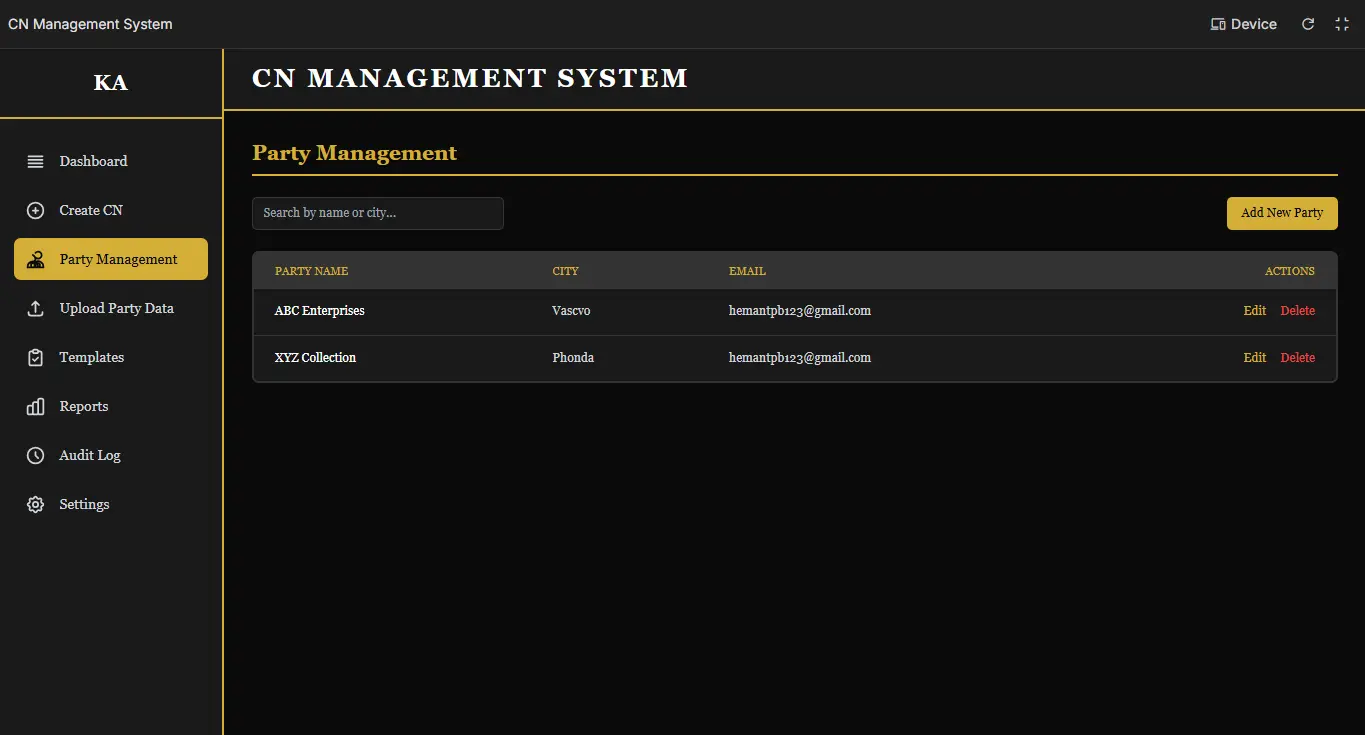 CN Management System
Device
KA
CN MANAGEMENT SYSTEM
Dashboard
Create CN
Party Management
Upload Party Data
Templates
Reports
Audit Log
Settings
Party Management
Search by name or city...
Add New Party
PARTY NAME CITY EMAIL ACTIONS
ABC Enterprises Vascvo hemantpb123@gmail.com Edit Delete
XYZ Collection Phonda hemantpb123@gmail.com Edit Delete